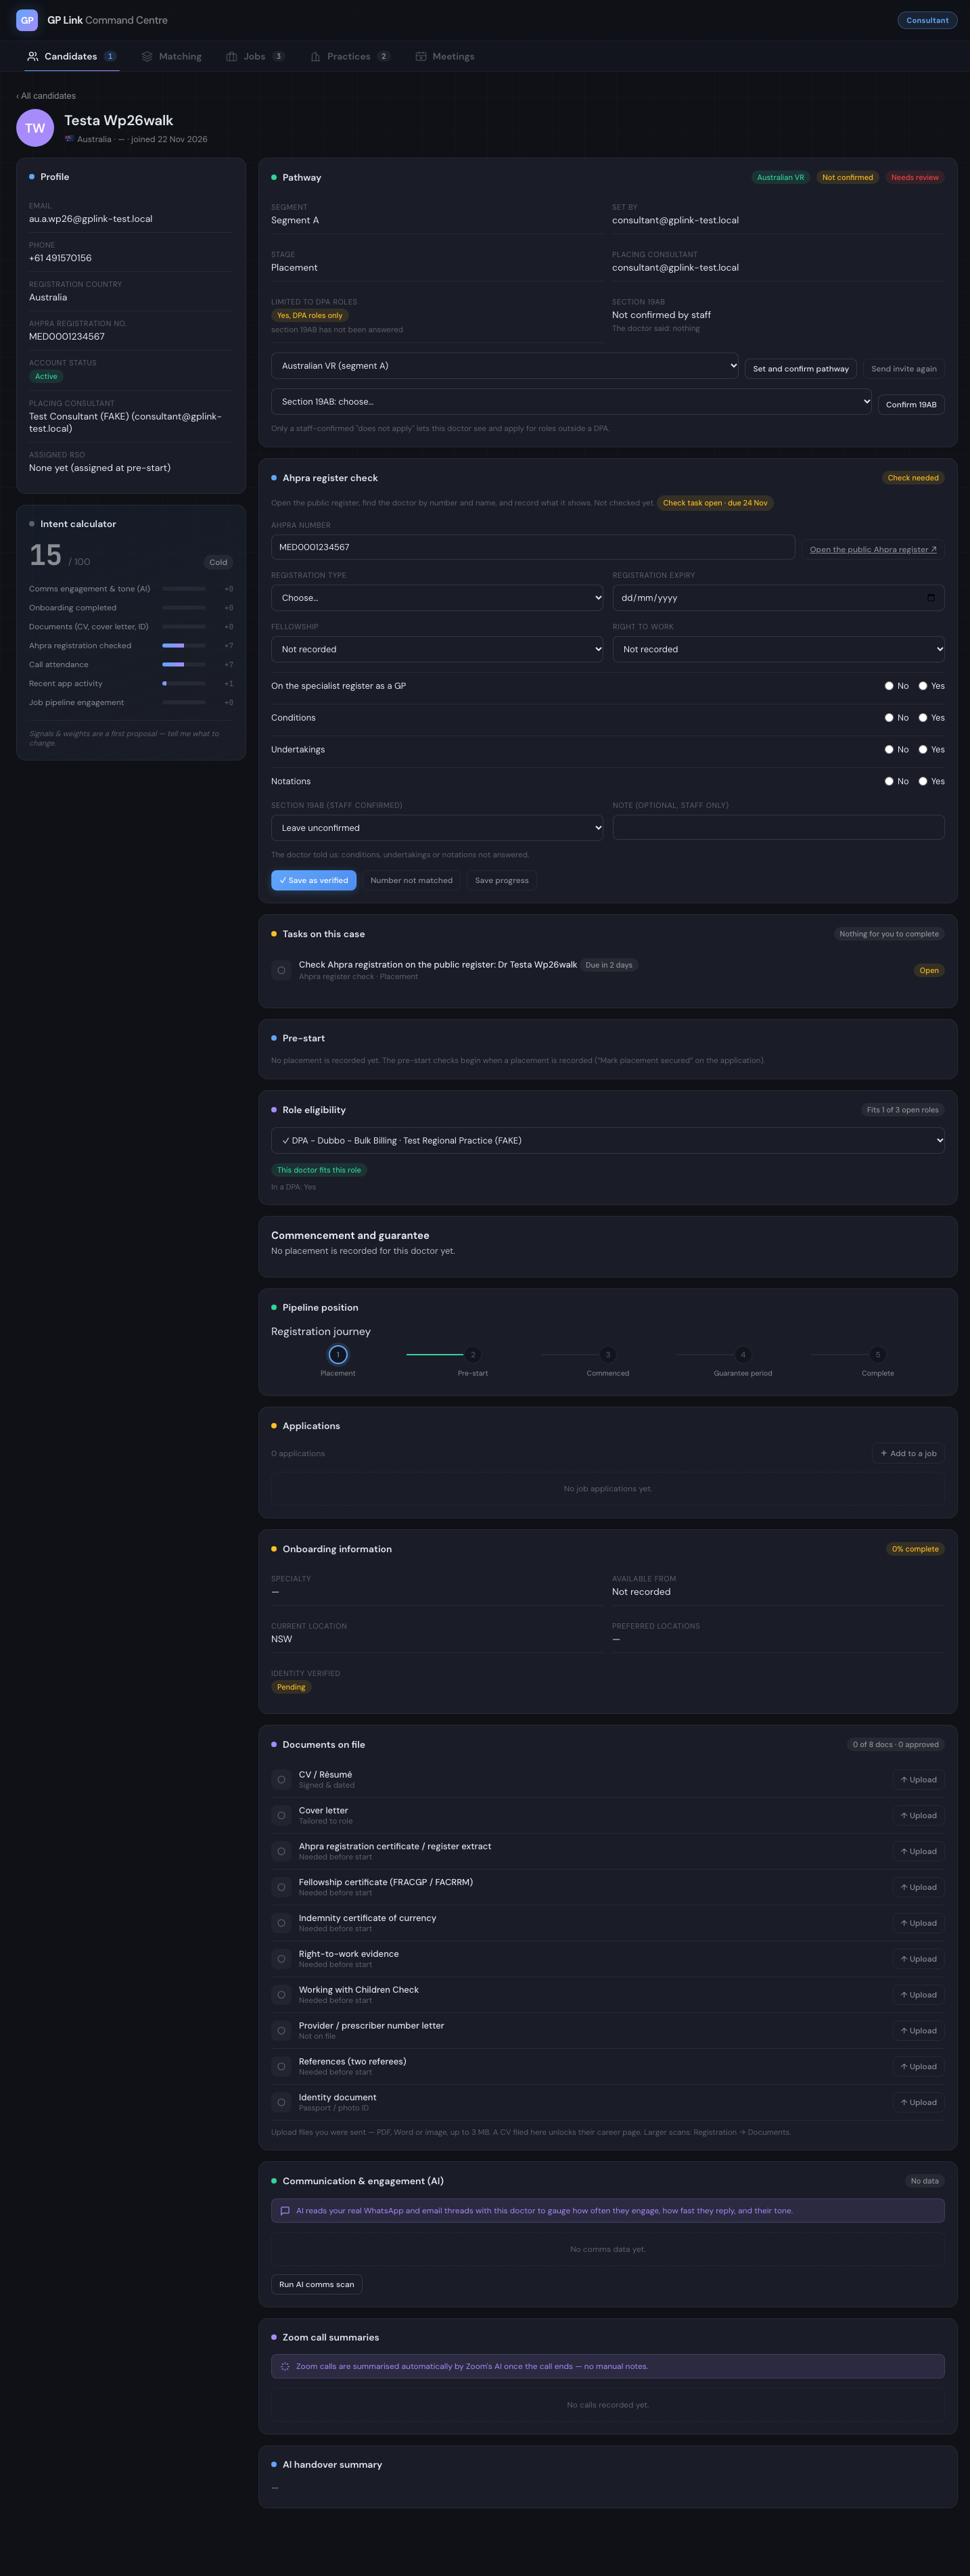 GP GP Link Command Centre
Consultant
Candidates 1
Matching
Jobs 3
Practices 2
Meetings
‹ All candidates
TW
Testa Wp26walk
Australia · — · joined 22 Nov 2026
Profile
EMAIL
au.a.wp26@gplink-test.local
PHONE
+61 491570156
REGISTRATION COUNTRY
Australia
AHPRA REGISTRATION NO.
MED0001234567
ACCOUNT STATUS
Active
PLACING CONSULTANT
Test Consultant (FAKE) (consultant@gplink-
test.local)
ASSIGNED RSO
None yet (assigned at pre-start)
Intent calculator
15 / 100
Cold
Comms engagement & tone (AI) +0
Onboarding completed +0
Documents (CV, cover letter, ID) +0
Ahpra registration checked +7
Call attendance +7
Recent app activity +1
Job pipeline engagement +0
Signals & weights are a first proposal — tell me what to
change.
Pathway
Australian VR
Not confirmed
Needs review
SEGMENT
Segment A
SET BY
consultant@gplink-test.local
STAGE
Placement
PLACING CONSULTANT
consultant@gplink-test.local
LIMITED TO DPA ROLES
Yes, DPA roles only
section 19AB has not been answered
SECTION 19AB
Not confirmed by staff
The doctor said: nothing
Australian VR (segment A)
Set and confirm pathway
Send invite again
Section 19AB: choose...
Confirm 19AB
Only a staff-confirmed "does not apply" lets this doctor see and apply for roles outside a DPA.
Ahpra register check
Check needed
Open the public register, find the doctor by number and name, and record what it shows. Not checked yet. Check task open · due 24 Nov
AHPRA NUMBER
MED0001234567
Open the public Ahpra register ↗
REGISTRATION TYPE
Choose...
REGISTRATION EXPIRY
dd/mm/yyyy
FELLOWSHIP
Not recorded
RIGHT TO WORK
Not recorded
On the specialist register as a GP No Yes
Conditions No Yes
Undertakings No Yes
Notations No Yes
SECTION 19AB (STAFF CONFIRMED)
Leave unconfirmed
NOTE (OPTIONAL, STAFF ONLY)
The doctor told us: conditions, undertakings or notations not answered.
✓ Save as verified
Number not matched
Save progress
Tasks on this case
Nothing for you to complete
Check Ahpra registration on the public register: Dr Testa Wp26walk Due in 2 days
Ahpra register check · Placement
Open
Pre-start
No placement is recorded yet. The pre-start checks begin when a placement is recorded ("Mark placement secured" on the application).
Role eligibility
Fits 1 of 3 open roles
✓ DPA - Dubbo - Bulk Billing · Test Regional Practice (FAKE)
This doctor fits this role
In a DPA: Yes
Commencement and guarantee
No placement is recorded for this doctor yet.
Pipeline position
Registration journey
1 2 3 4 5
Placement Pre-start Commenced Guarantee period Complete
Applications
0 applications
+ Add to a job
No job applications yet.
Onboarding information
0% complete
SPECIALTY
—
AVAILABLE FROM
Not recorded
CURRENT LOCATION
NSW
PREFERRED LOCATIONS
—
IDENTITY VERIFIED
Pending
Documents on file
0 of 8 docs · 0 approved
CV / Résumé
Signed & dated
↑ Upload
Cover letter
Tailored to role
↑ Upload
Ahpra registration certificate / register extract
Needed before start
↑ Upload
Fellowship certificate (FRACGP / FACRRM)
Needed before start
↑ Upload
Indemnity certificate of currency
Needed before start
↑ Upload
Right-to-work evidence
Needed before start
↑ Upload
Working with Children Check
Needed before start
↑ Upload
Provider / prescriber number letter
Not on file
↑ Upload
References (two referees)
Needed before start
↑ Upload
Identity document
Passport / photo ID
↑ Upload
Upload files you were sent — PDF, Word or image, up to 3 MB. A CV filed here unlocks their career page. Larger scans: Registration → Documents.
Communication & engagement (AI)
No data
AI reads your real WhatsApp and email threads with this doctor to gauge how often they engage, how fast they reply, and their tone.
No comms data yet.
Run AI comms scan
Zoom call summaries
Zoom calls are summarised automatically by Zoom's AI once the call ends — no manual notes.
No calls recorded yet.
AI handover summary
—